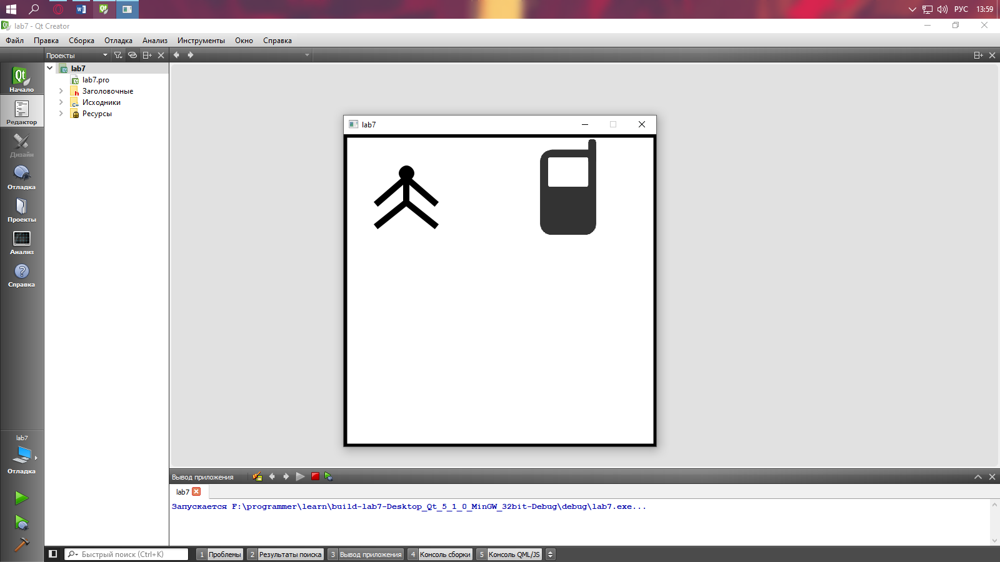 РУС 13:59
lab7 - Qt Creator
Файл Правка Сборка Отладка Анализ Инструменты Окно Справка
Проекты
lab7
lab7.pro
Заголовочные
Исходники
Ресурсы
Начало
Редактор
Дизайн
Отладка
Проекты
Анализ
Справка
lab7
lab7
Отладка
Вывод приложения
lab7
Запускается F:\programmer\learn\build-lab7-Desktop_Qt_5_1_0_MinGW_32bit-Debug\debug\lab7.exe...
Быстрый поиск (Ctrl+K) 1 Проблемы 2 Результаты поиска 3 Вывод приложения 4 Консоль сборки 5 Консоль QML/JS